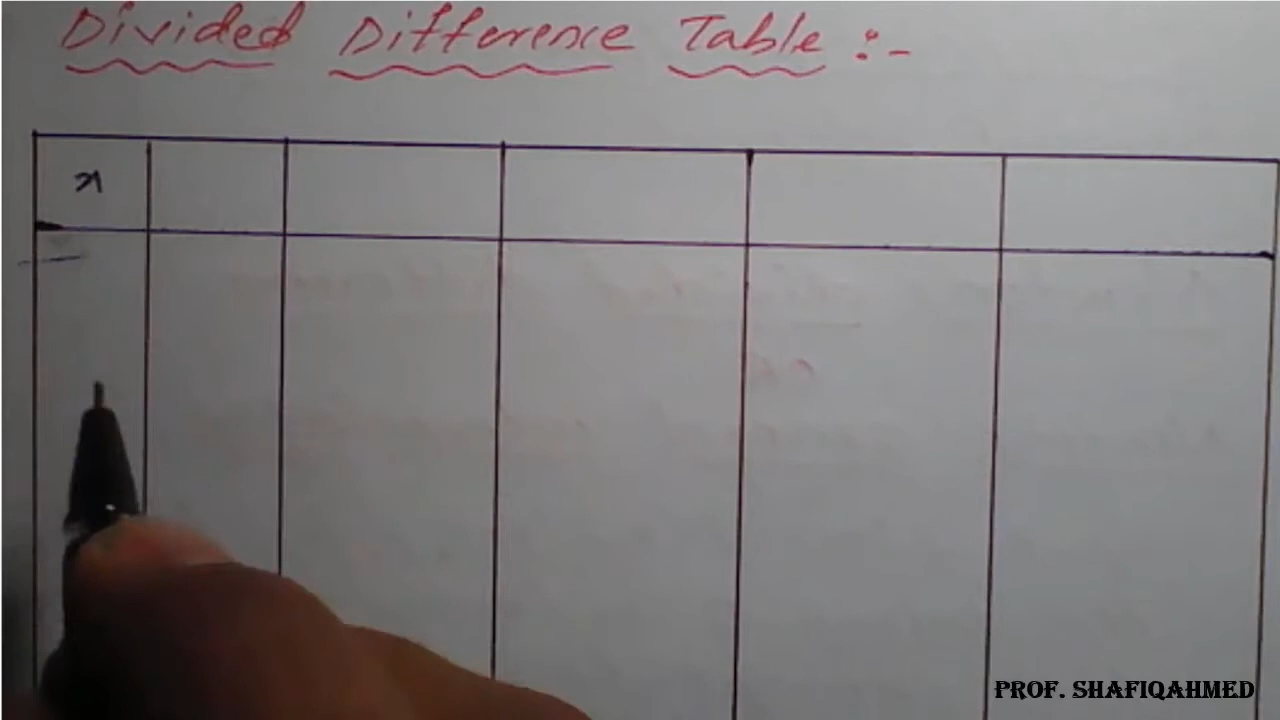 Divided Difference Table :-
x
PROF. SHAFIQAHMED